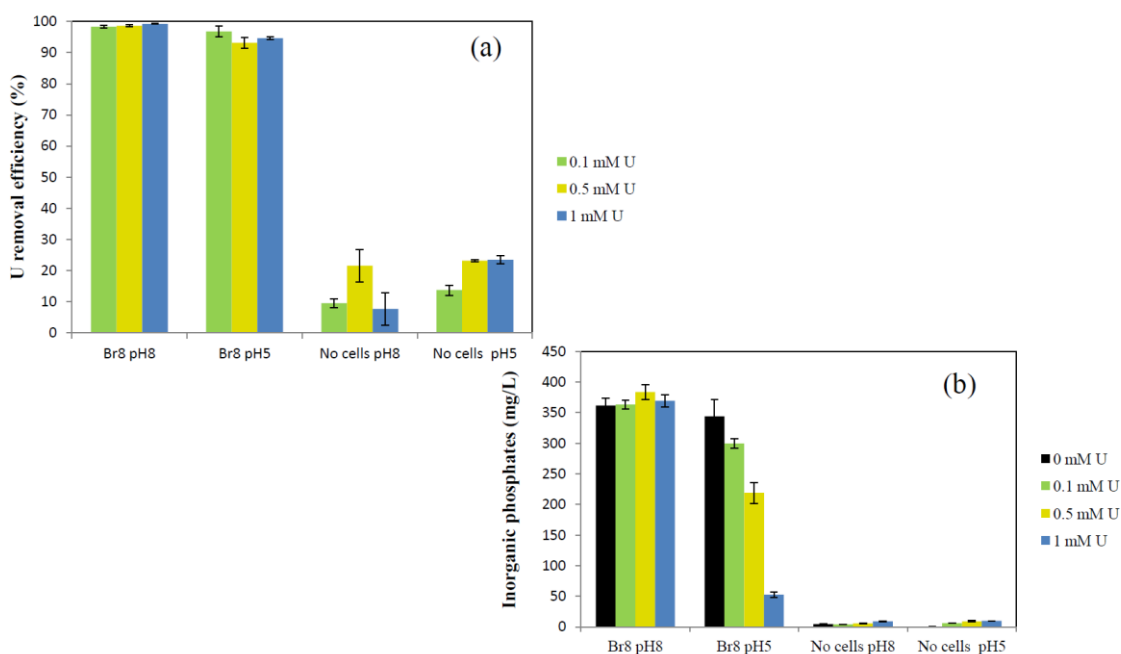 (a)
U removal efficiency (%)
100
90
80
70
60
50
40
30
20
10
0
Br8 pH8
Br8 pH5
No cells pH8
No cells pH5
0.1 mM U
0.5 mM U
1 mM U
(b)
Inorganic phosphates (mg/L)
450
400
350
300
250
200
150
100
50
0
Br8 pH8
Br8 pH5
No cells pH8
No cells pH5
0 mM U
0.1 mM U
0.5 mM U
1 mM U